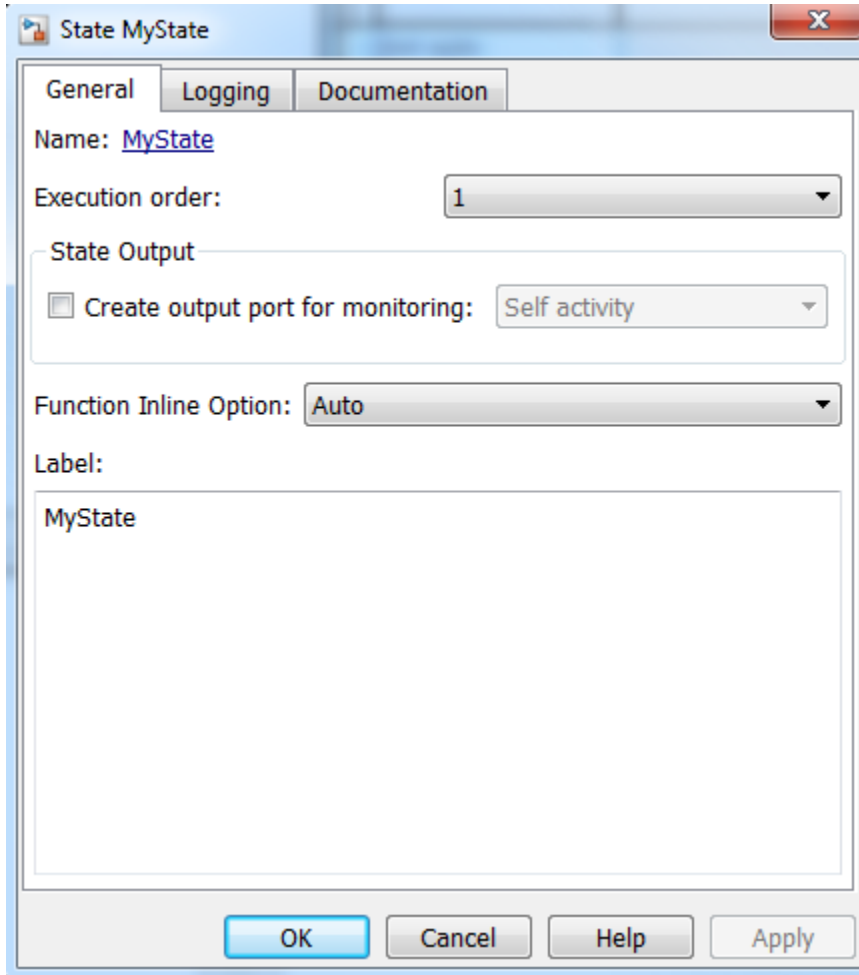 State MyState
General Logging Documentation
Name: MyState
Execution order: 1
State Output
Create output port for monitoring: Self activity
Function Inline Option: Auto
Label:
MyState
OK Cancel Help Apply